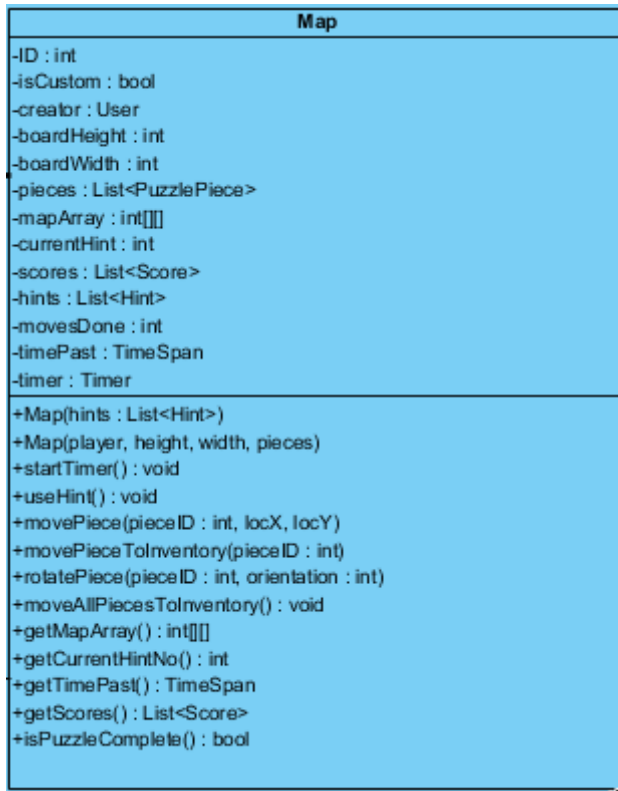 Map
-ID : int
-isCustom : bool
-creator : User
-boardHeight : int
-boardWidth : int
-pieces : List<PuzzlePiece>
-mapArray : int[][]
-currentHint : int
-scores : List<Score>
-hints : List<Hint>
-movesDone : int
-timePast : TimeSpan
-timer : Timer
+Map(hints : List<Hint>)
+Map(player, height, width, pieces)
+startTimer() : void
+useHint() : void
+movePiece(pieceID : int, locX, locY)
+movePieceToInventory(pieceID : int)
+rotatePiece(pieceID : int, orientation : int)
+moveAllPiecesToInventory() : void
+getMapArray() : int[][]
+getCurrentHintNo() : int
+getTimePast() : TimeSpan
+getScores() : List<Score>
+isPuzzleComplete() : bool